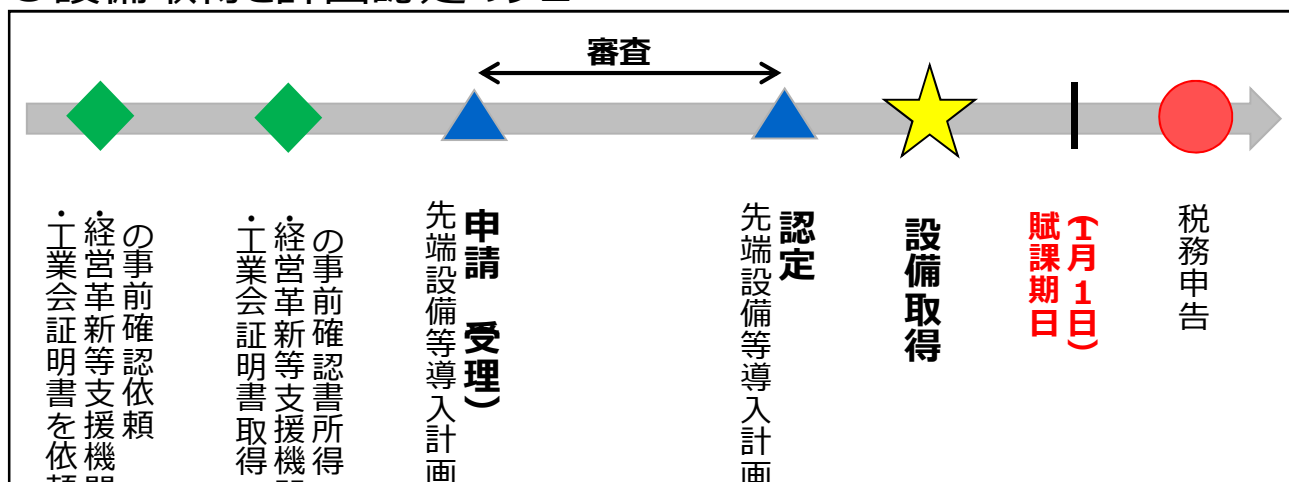 審査
・工業会証明書を依頼
・経営革新等支援機関
の事前確認依頼
・工業会証明書取得
・経営革新等支援機関
の事前確認書所得
先端設備等導入計画
申請 受理)
先端設備等導入計画
認定
設備取得
賦課期日
(1月1日)
税務申告